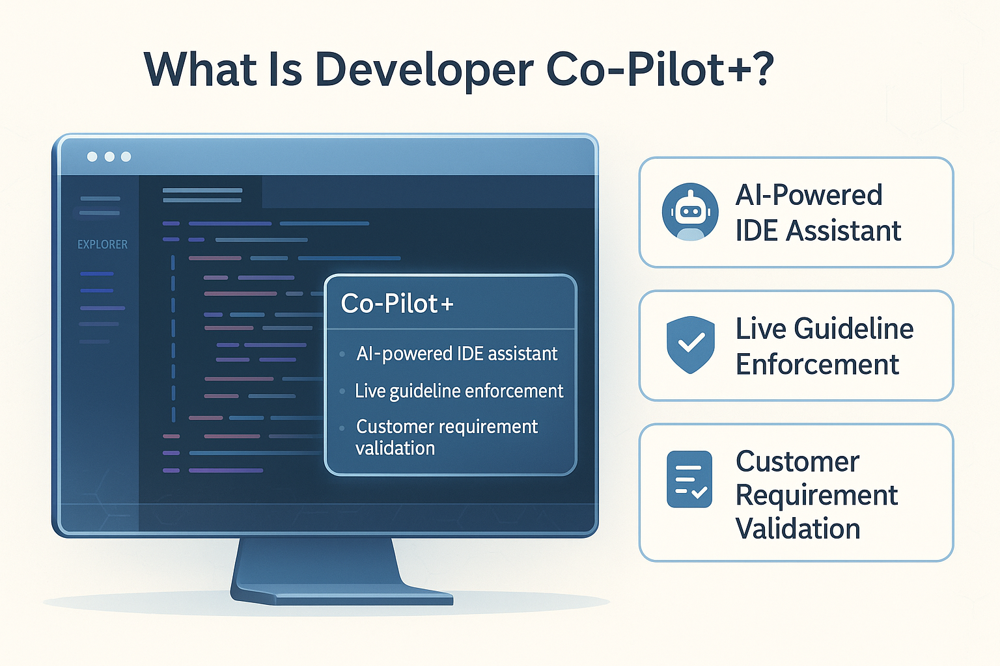 What Is Developer Co-Pilot+?
EXPLORER
Co-Pilot+
AI-powered IDE assistant
Live guideline enforcement
Customer requirement
validation
AI-Powered
IDE Assistant
Live Guideline
Enforcement
Customer
Requirement
Validation